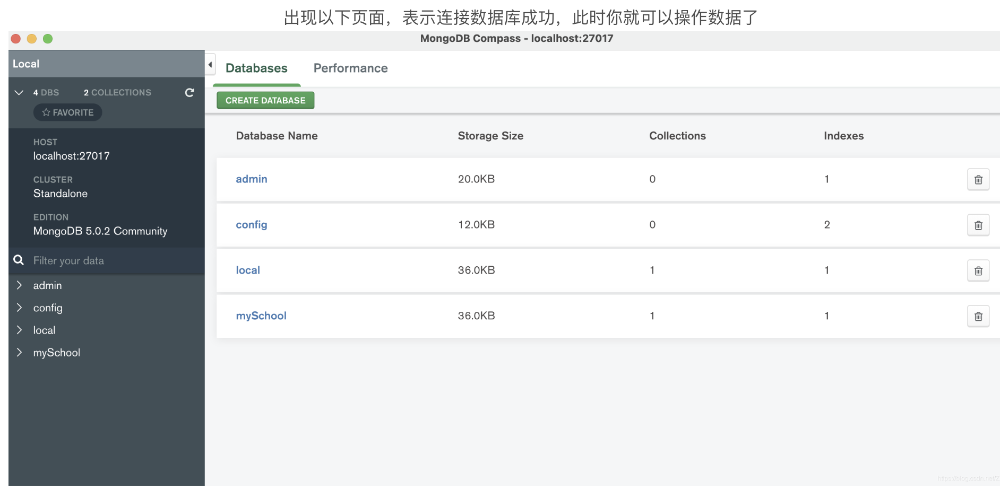 出现以下页面，表示连接数据库成功，此时你就可以操作数据了
MongoDB Compass - localhost:27017
Local
4 DBS 2 COLLECTIONS
FAVORITE
HOST
localhost:27017
CLUSTER
Standalone
EDITION
MongoDB 5.0.2 Community
Filter your data
admin
config
local
mySchool
Databases Performance
CREATE DATABASE
Database Name Storage Size Collections Indexes
admin 20.0KB 0 1
config 12.0KB 0 2
local 36.0KB 1 1
mySchool 36.0KB 1 1
https://blog.csdn.net/Z